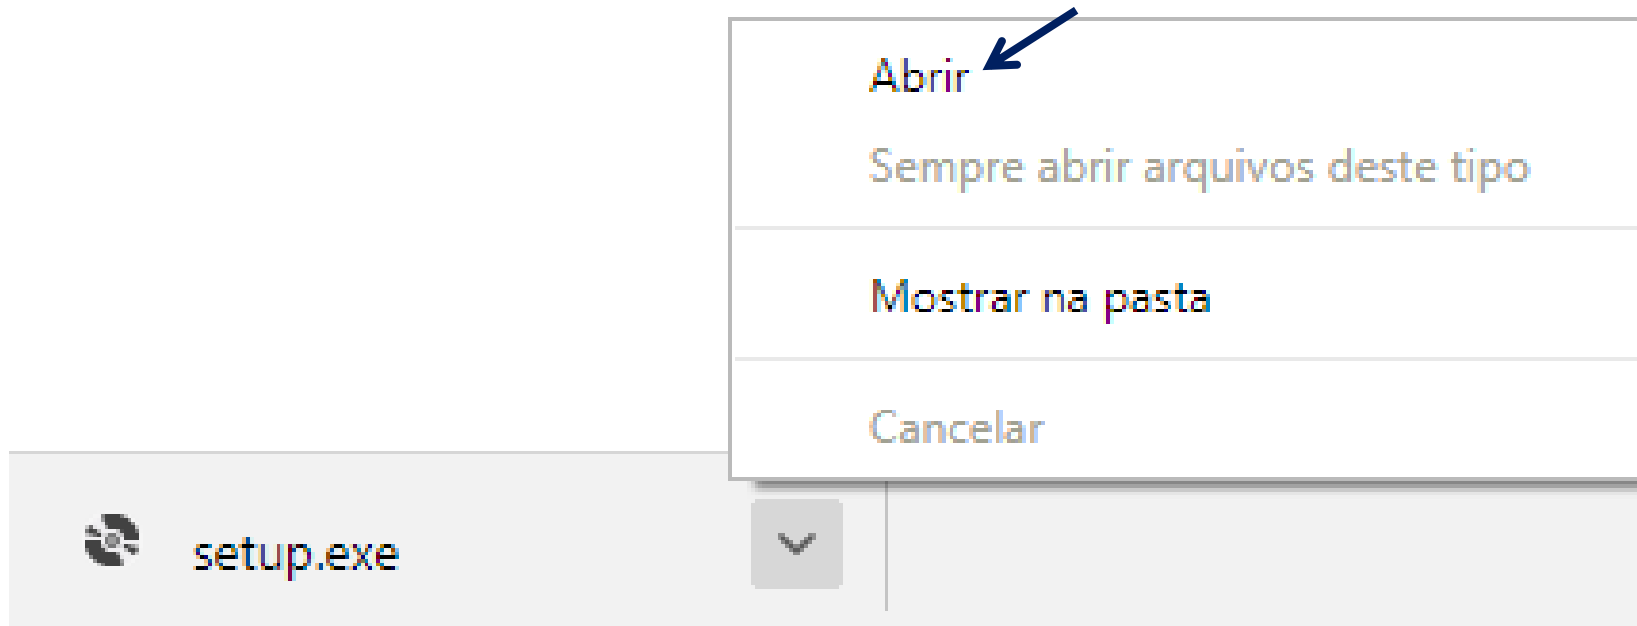 Abrir
Sempre abrir arquivos deste tipo
Mostrar na pasta
Cancelar
setup.exe